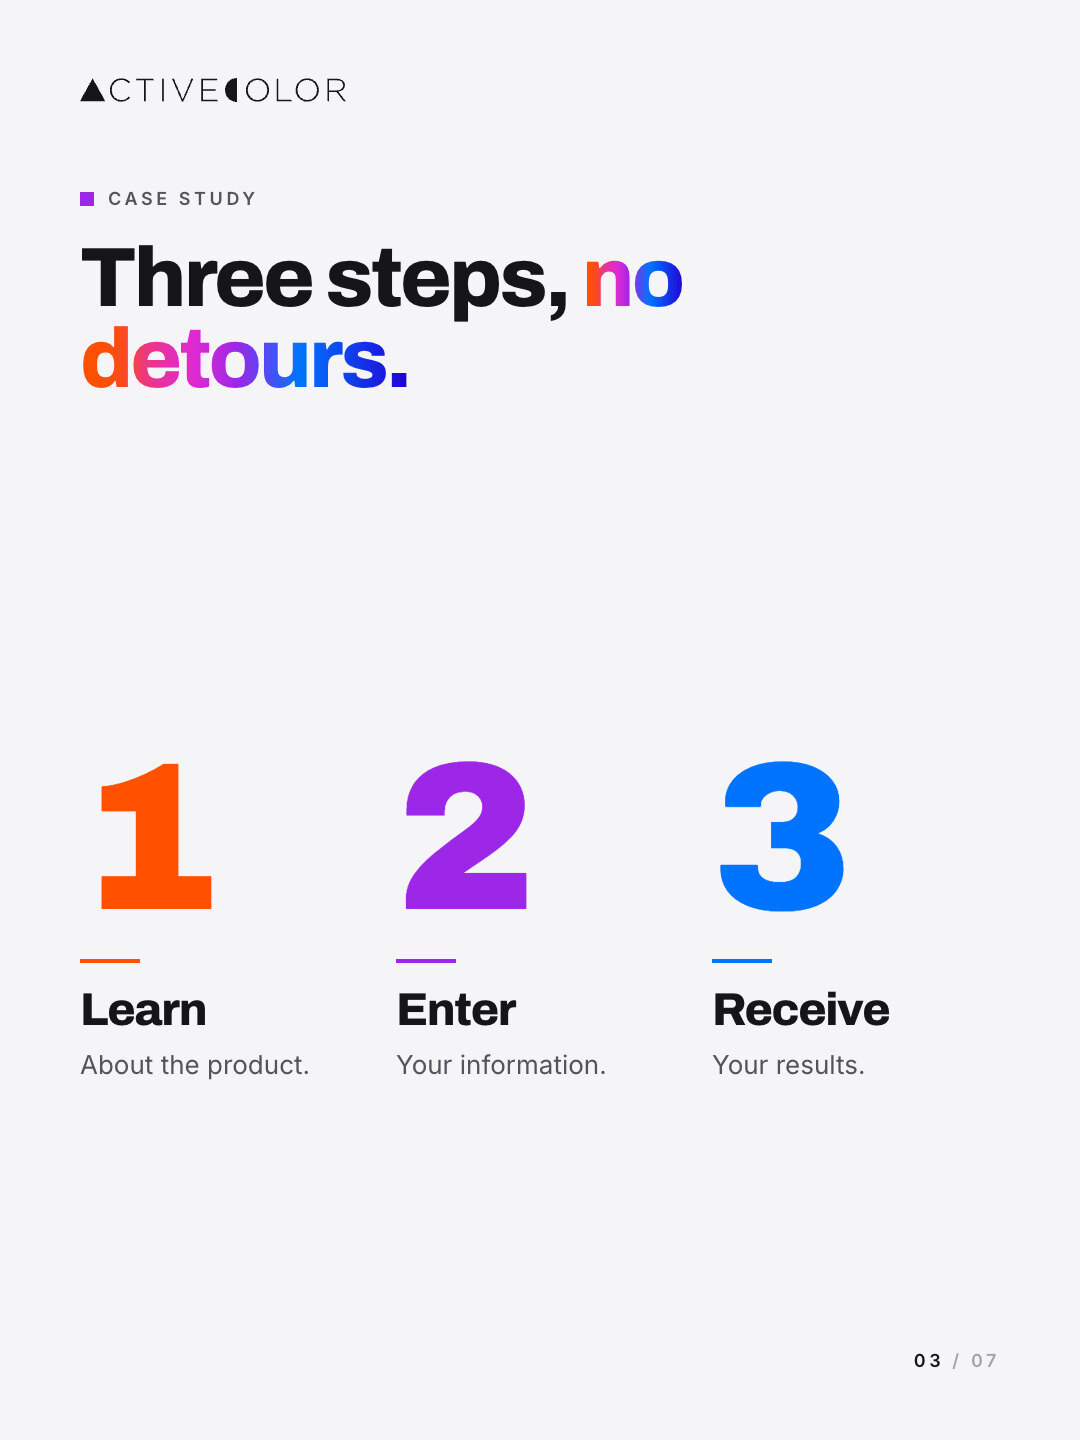 ACTIVECOLOR
CASE STUDY
Three steps, no
detours.
1 2 3
Learn Enter Receive
About the product. Your information. Your results.
03 / 07